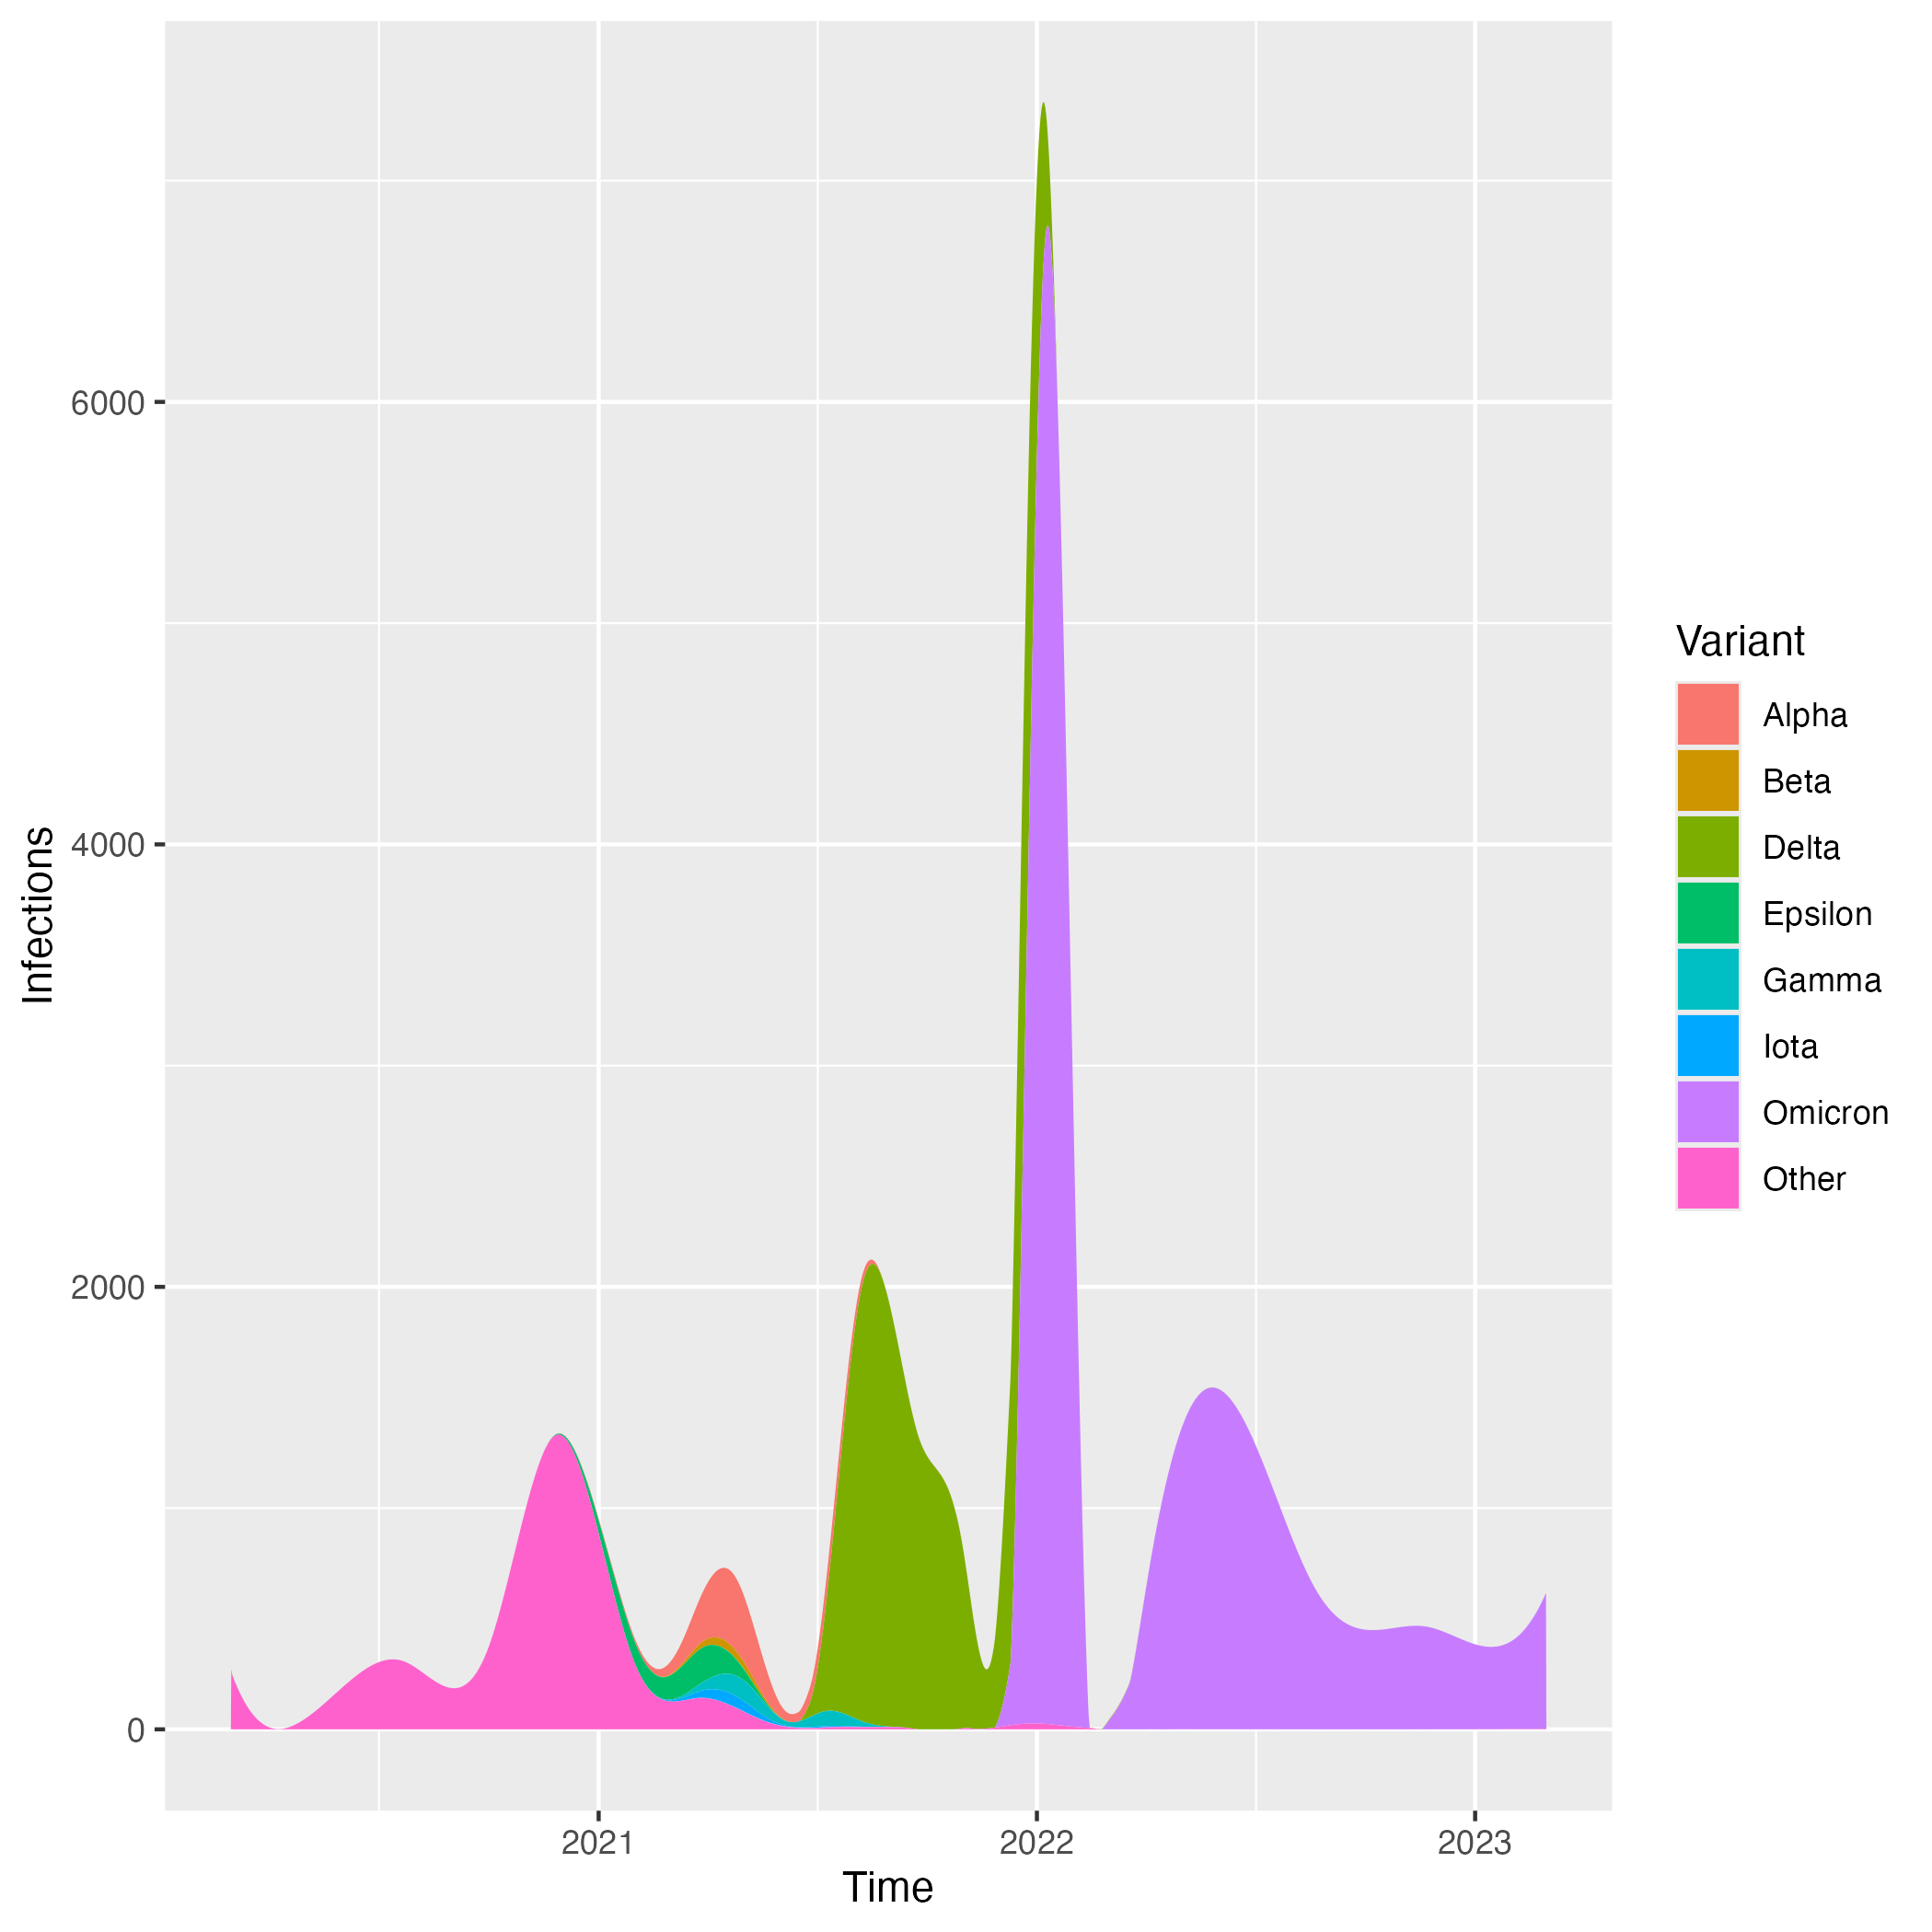 Infections
6000
4000
2000
0
2021
2022
2023
Time
Variant
Alpha
Beta
Delta
Epsilon
Gamma
Iota
Omicron
Other